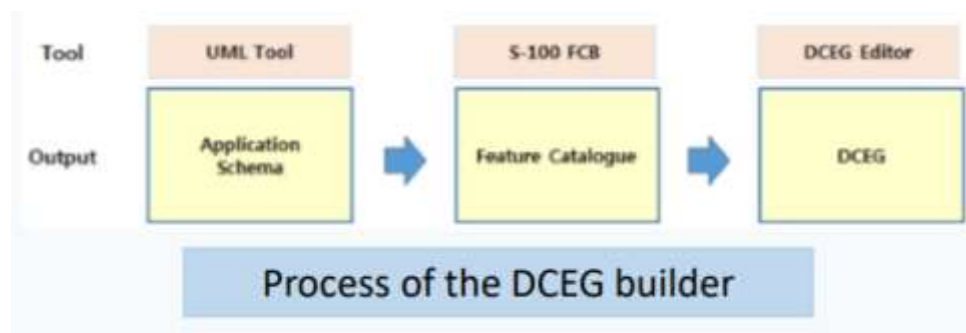 Tool UML Tool S-100 FCB DCEG Editor
Output Application Schema Feature Catalogue DCEG
Process of the DCEG builder